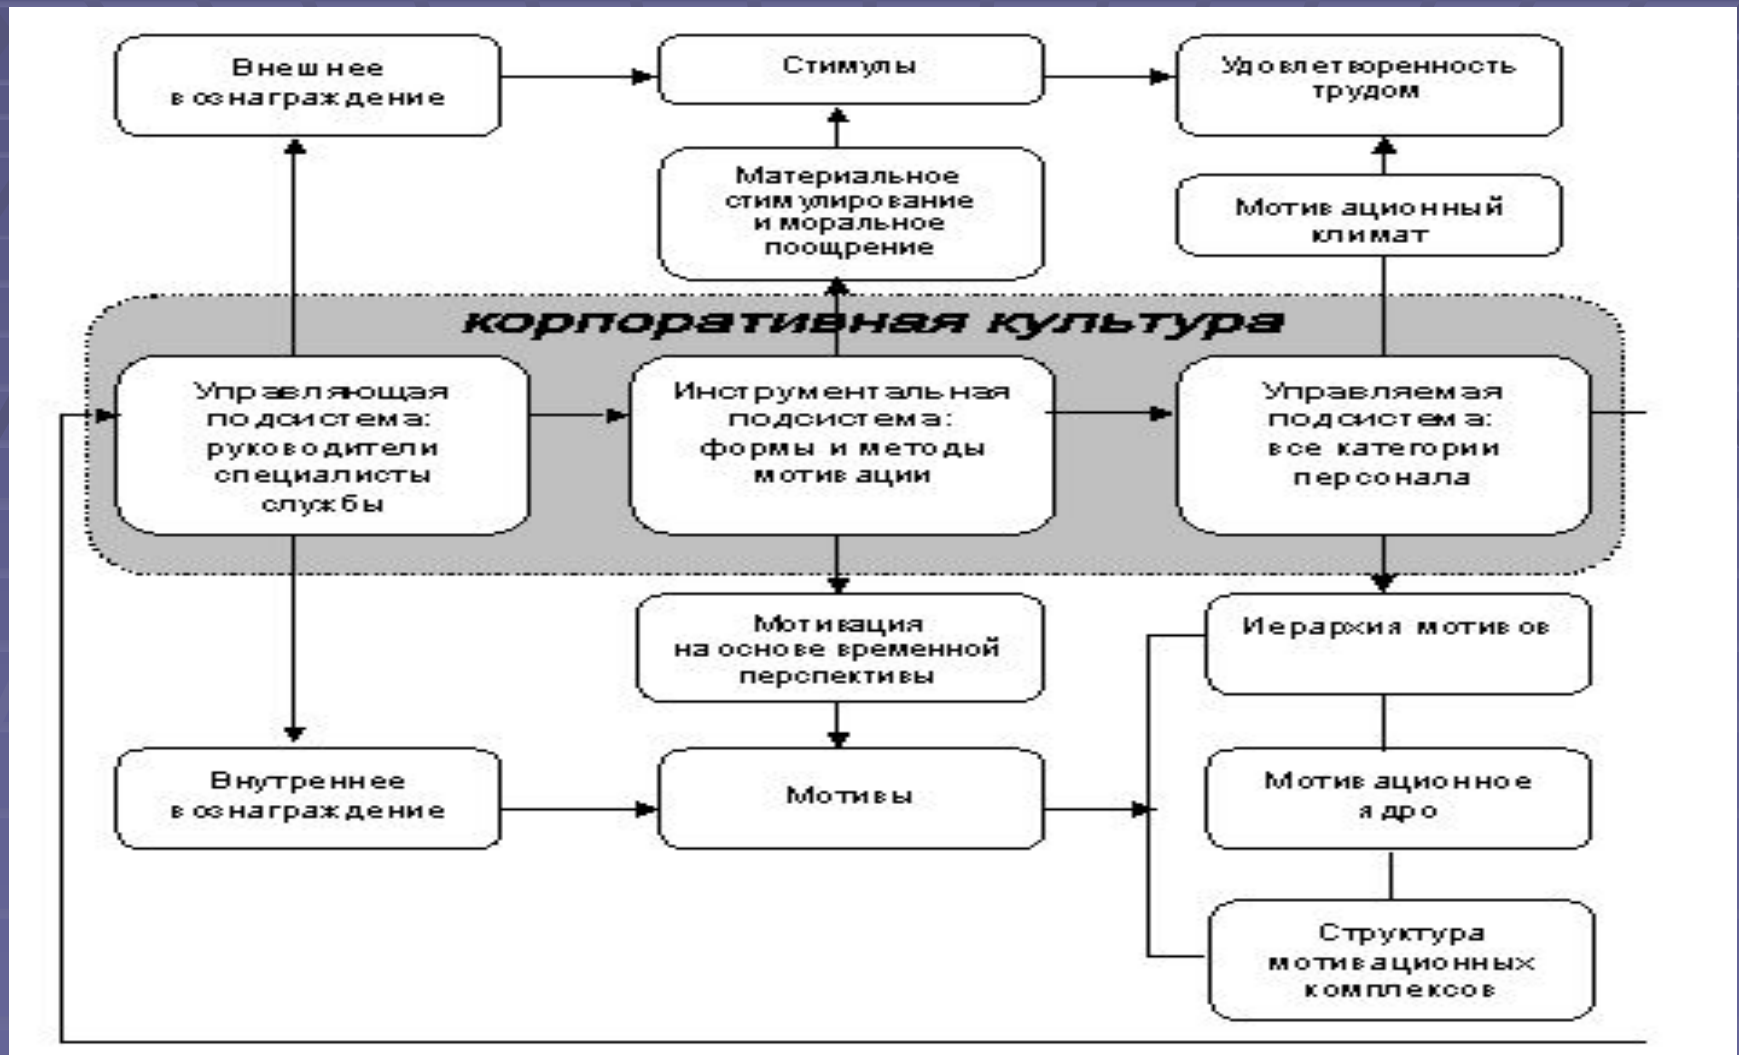 Внешнее
вознаграждение
Стимулы
Удовлетворенность
трудом
Материальное
стимулирование
и моральное
поощрение
Мотивационный
климат
корпоративная культура
Управляющая
подсистема:
руководители
специалисты
службы
Инструментальная
подсистема:
формы и методы
мотивации
Управляемая
подсистема:
все категории
персонала
Мотивация
на основе временной
перспективы
Иерархия мотивов
Внутреннее
вознаграждение
Мотивы
Мотивационное
ядро
Структура
мотивационных
комплексов